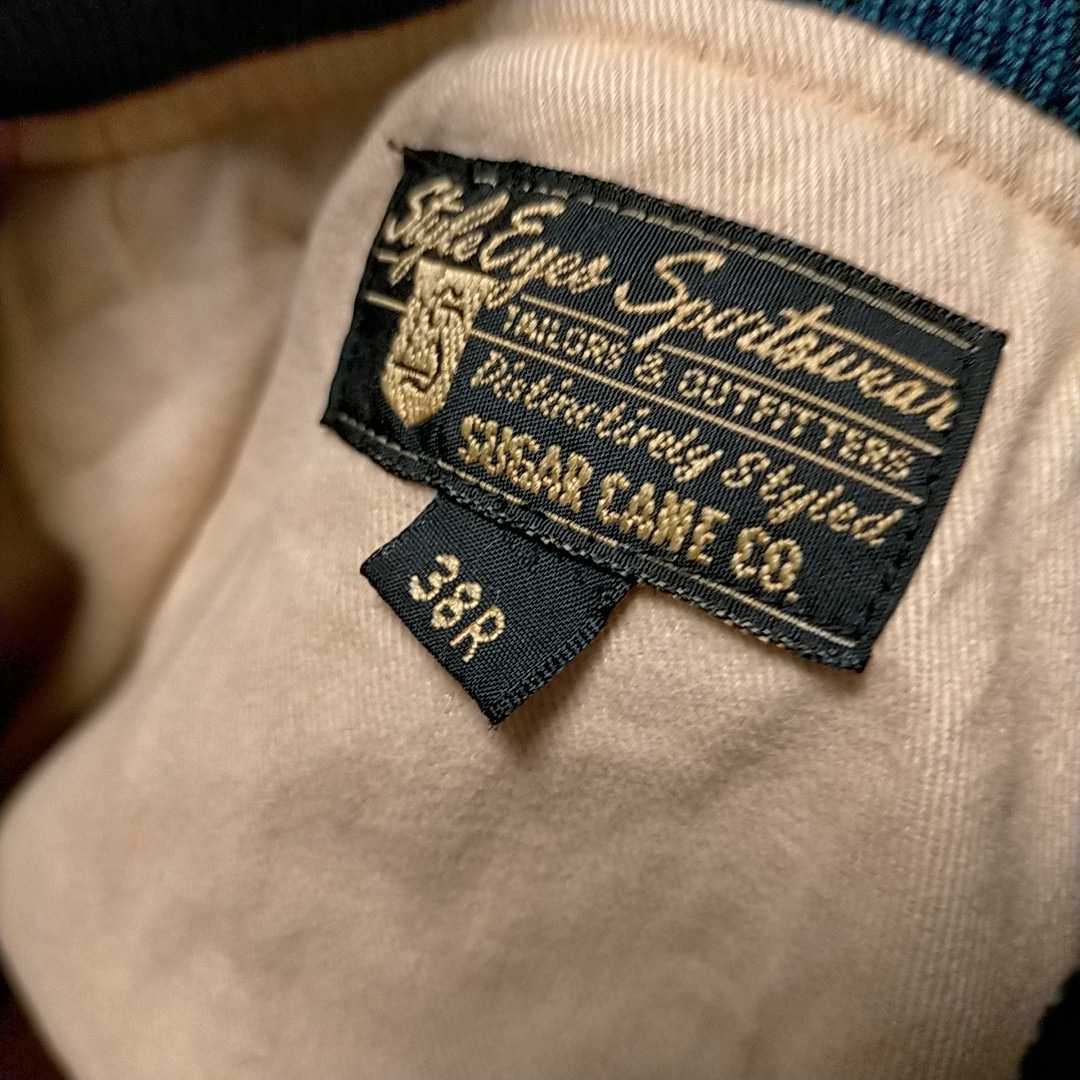 Style Eyes Sportswear
TAILORS & OUTFITTERS
Distinctively Styled.
SUGAR CANE CO.
38R